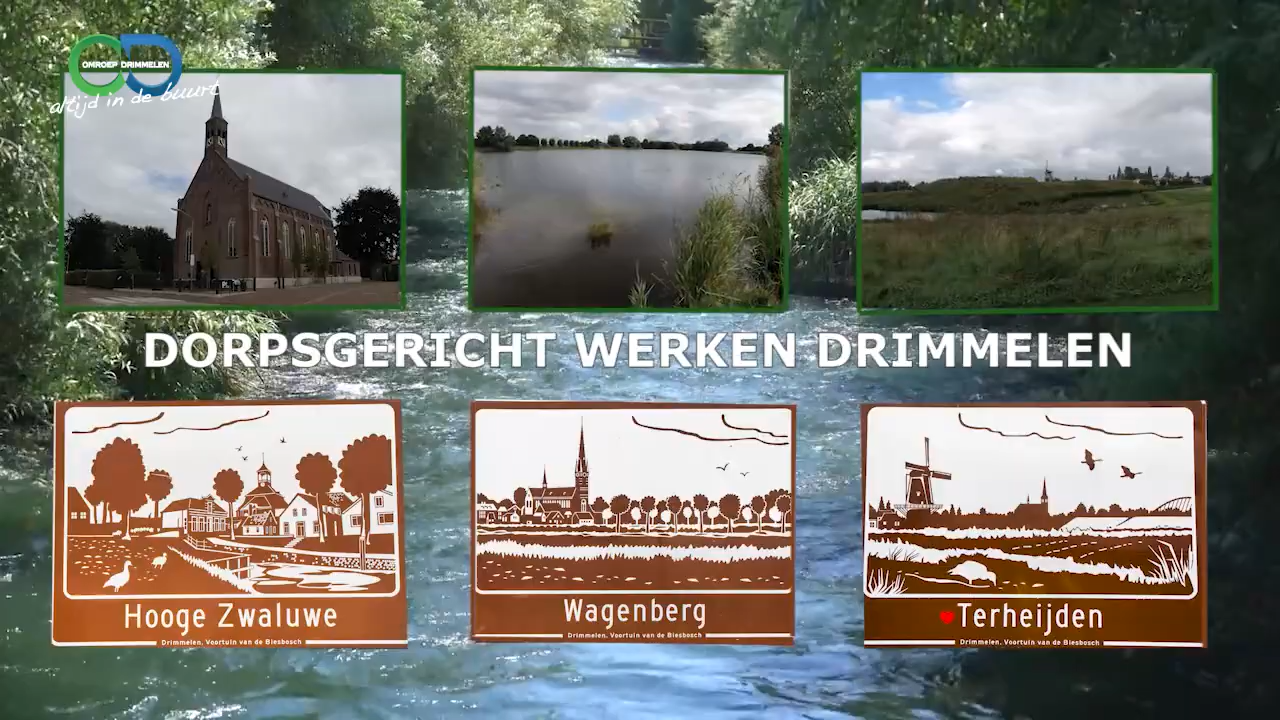 OMROEP DRIMMELEN
altijd in de buurt
DORPSGERICHT WERKEN DRIMMELEN
Hooge Zwaluwe
Drimmelen, Voortuin van de Biesbosch
Wagenberg
Drimmelen, Voortuin van de Biesbosch
Terheijden
Drimmelen, Voortuin van de Biesbosch